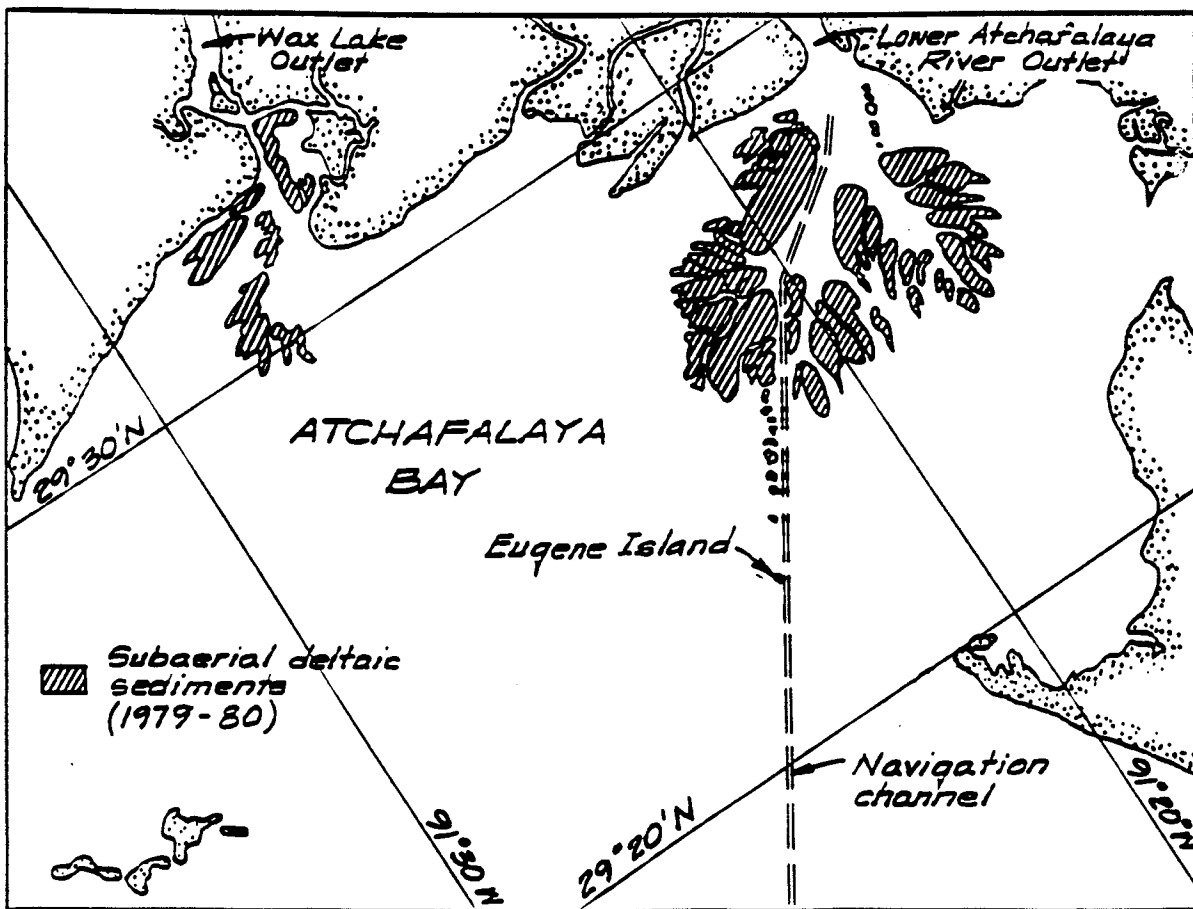 Wax Lake
Outlet
Lower Atchafalaya
River Outlet
29°30'N
ATCHAFALAYA
BAY
Eugene Island
Subaerial deltaic
sediments
(1979-80)
Navigation
channel
91°30 N
29°20'N
91°20°N